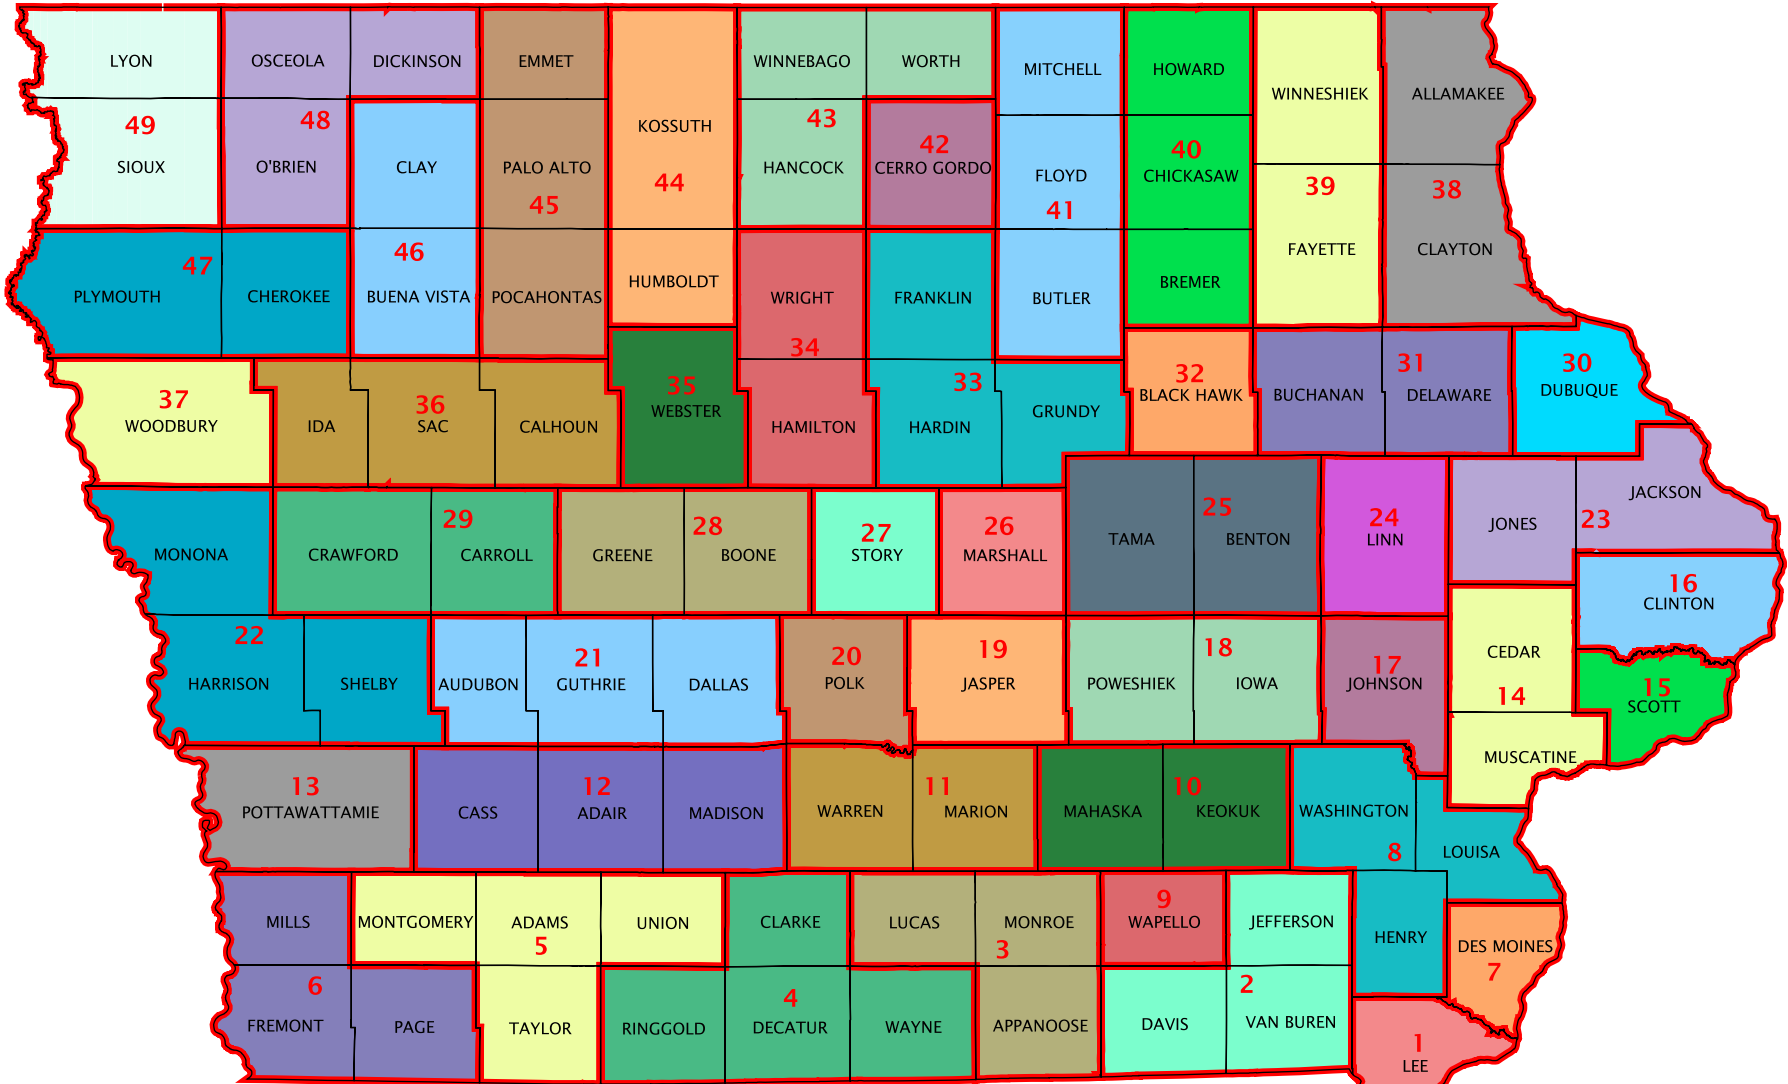 LYON
OSCEOLA
DICKINSON
EMMET
WINNEBAGO
WORTH
MITCHELL
HOWARD
WINNESHIEK
ALLAMAKEE
49
48
KOSSUTH
43
42
40
SIOUX
O'BRIEN
CLAY
PALO ALTO
44
HANCOCK
CERRO GORDO
FLOYD
CHICKASAW
39
38
45
41
47
46
FAYETTE
CLAYTON
PLYMOUTH
CHEROKEE
BUENA VISTA
POCAHONTAS
HUMBOLDT
WRIGHT
FRANKLIN
BUTLER
BREMER
34
37
36
35
33
32
31
30
WOODBURY
IDA
SAC
CALHOUN
WEBSTER
HAMILTON
HARDIN
GRUNDY
BLACK HAWK
BUCHANAN
DELAWARE
DUBUQUE
29
28
27
26
25
24
23
JACKSON
MONONA
CRAWFORD
CARROLL
GREENE
BOONE
STORY
MARSHALL
TAMA
BENTON
LINN
JONES
16
CLINTON
22
21
20
19
18
17
CEDAR
15
HARRISON
SHELBY
AUDUBON
GUTHRIE
DALLAS
POLK
JASPER
POWESHIEK
IOWA
JOHNSON
14
SCOTT
MUSCATINE
13
12
11
10
POTTAWATTAMIE
CASS
ADAIR
MADISON
WARREN
MARION
MAHASKA
KEOKUK
WASHINGTON
8
LOUISA
9
MILLS
MONTGOMERY
ADAMS
UNION
CLARKE
LUCAS
MONROE
WAPELLO
JEFFERSON
HENRY
5
3
DES MOINES
7
6
4
2
FREMONT
PAGE
TAYLOR
RINGGOLD
DECATUR
WAYNE
APPANOOSE
DAVIS
VAN BUREN
1
LEE